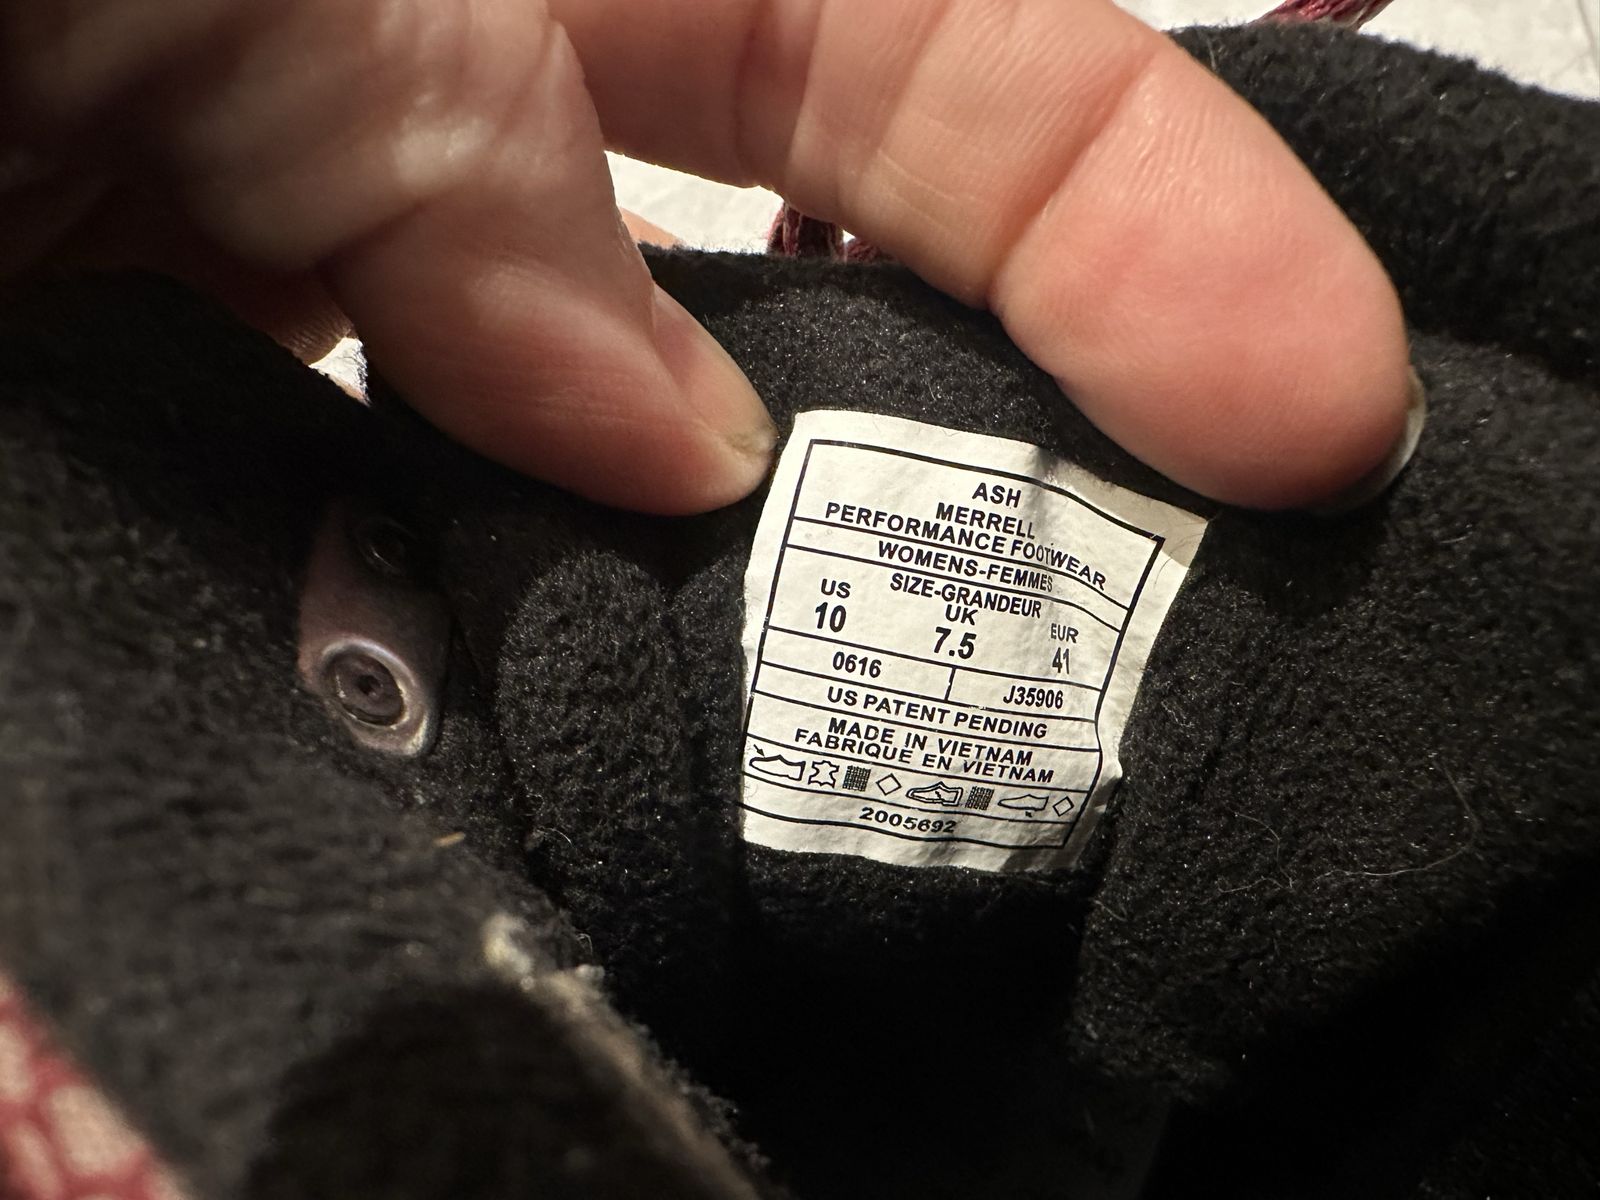 ASH
MERRELL
PERFORMANCE FOOTWEAR
WOMENS-FEMMES
SIZE-GRANDEUR
US UK EUR
10 7.5 41
0616 J35906
US PATENT PENDING
MADE IN VIETNAM
FABRIQUE EN VIETNAM
2005692